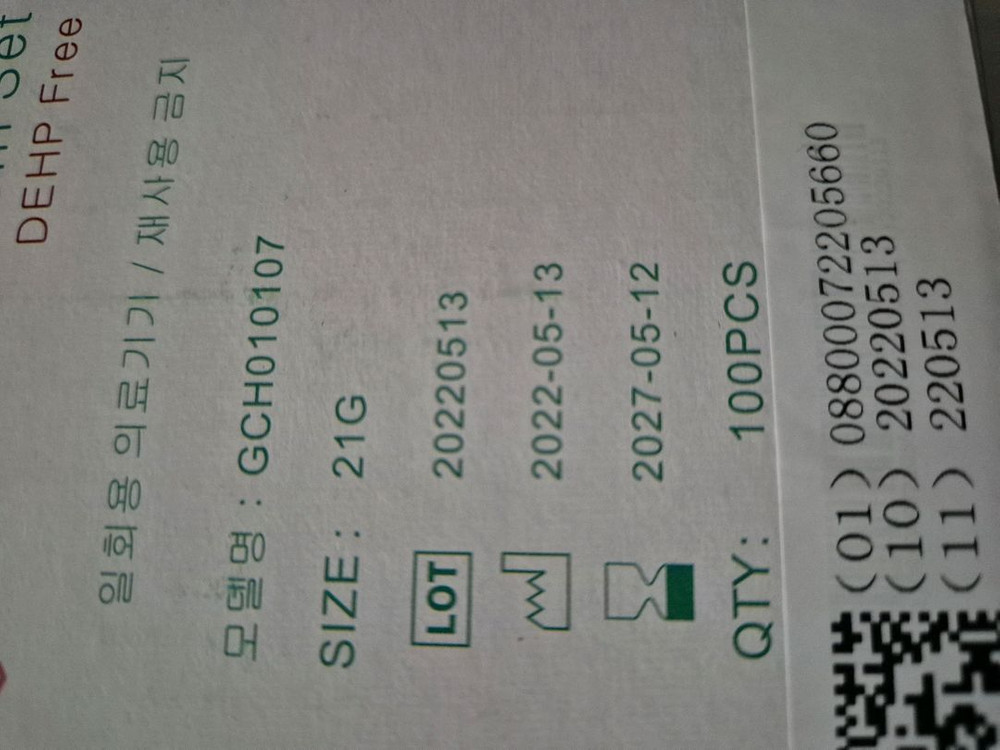 Set
DEHP Free
일회용 의료기기 / 재사용 금지
모델명 : GCH010107
SIZE : 21G
LOT 20220513
2022-05-13
2027-05-12
QTY: 100PCS
(01) 08800072205660
(10) 20220513
(11) 220513